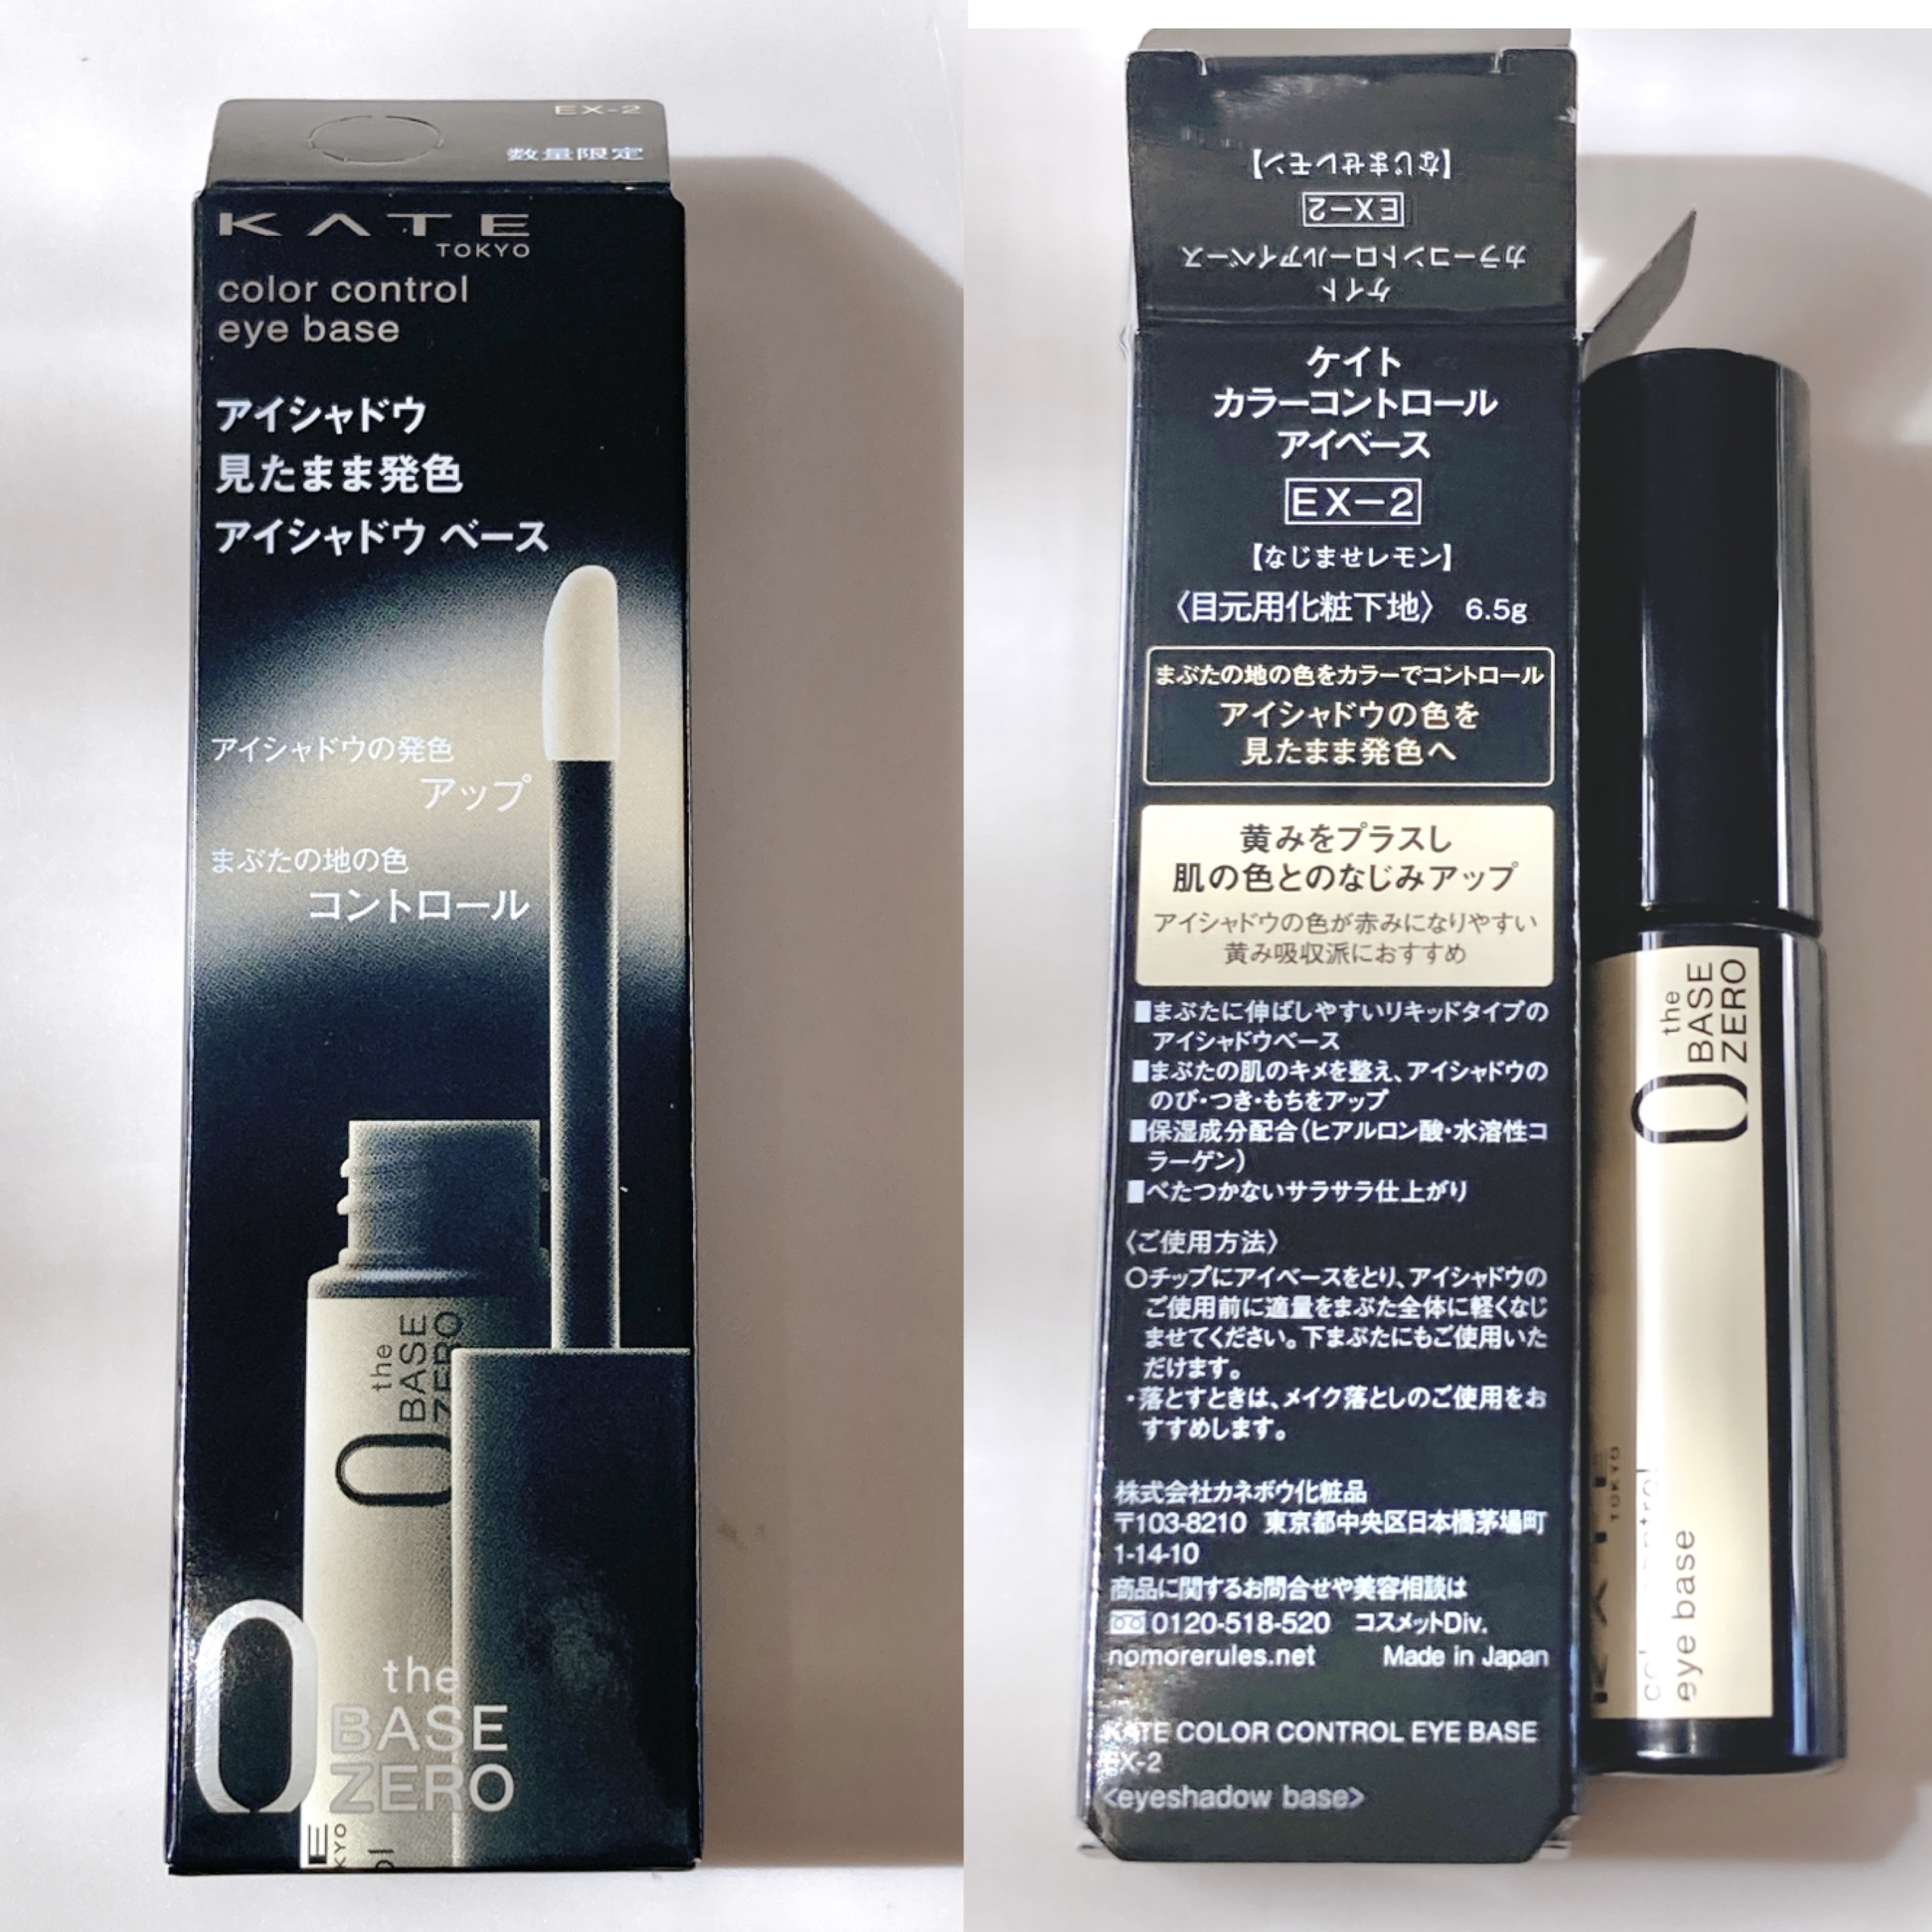 EX-2
数量限定
KATE
TOKYO
color control
eye base
アイシャドウ
見たまま発色
アイシャドウ ベース
アイシャドウの発色
アップ
まぶたの地の色
コントロール
the
BASE
ZERO
0
0
the
BASE
ZERO
E
KYO
ol
【なじませレモン】
EX-2
カラーコントロールアイベース
ケイト
ケイト
カラーコントロール
アイベース
EX-2
【なじませレモン】
〈目元用化粧下地〉 6.5g
まぶたの地の色をカラーでコントロール
アイシャドウの色を
見たまま発色へ
黄みをプラスし
肌の色とのなじみアップ
アイシャドウの色が赤みになりやすい
黄み吸収派におすすめ
■まぶたに伸ばしやすいリキッドタイプの
アイシャドウベース
■まぶたの肌のキメを整え、アイシャドウの
のび・つき・もちをアップ
■保湿成分配合(ヒアルロン酸・水溶性コ
ラーゲン)
■べたつかないサラサラ仕上がり
〈ご使用方法〉
○チップにアイベースをとり、アイシャドウの
ご使用前に適量をまぶた全体に軽くなじ
ませてください。下まぶたにもご使用いた
だけます。
・落とすときは、メイク落としのご使用をお
すすめします。
株式会社カネボウ化粧品
〒103-8210 東京都中央区日本橋茅場町
1-14-10
商品に関するお問合せや美容相談は
0120-518-520 コスメットDiv.
nomorerules.net Made in Japan
KATE COLOR CONTROL EYE BASE
EX-2
<eyeshadow base>
the
BASE
ZERO
0
KATE
TOKYO
color control
eye base